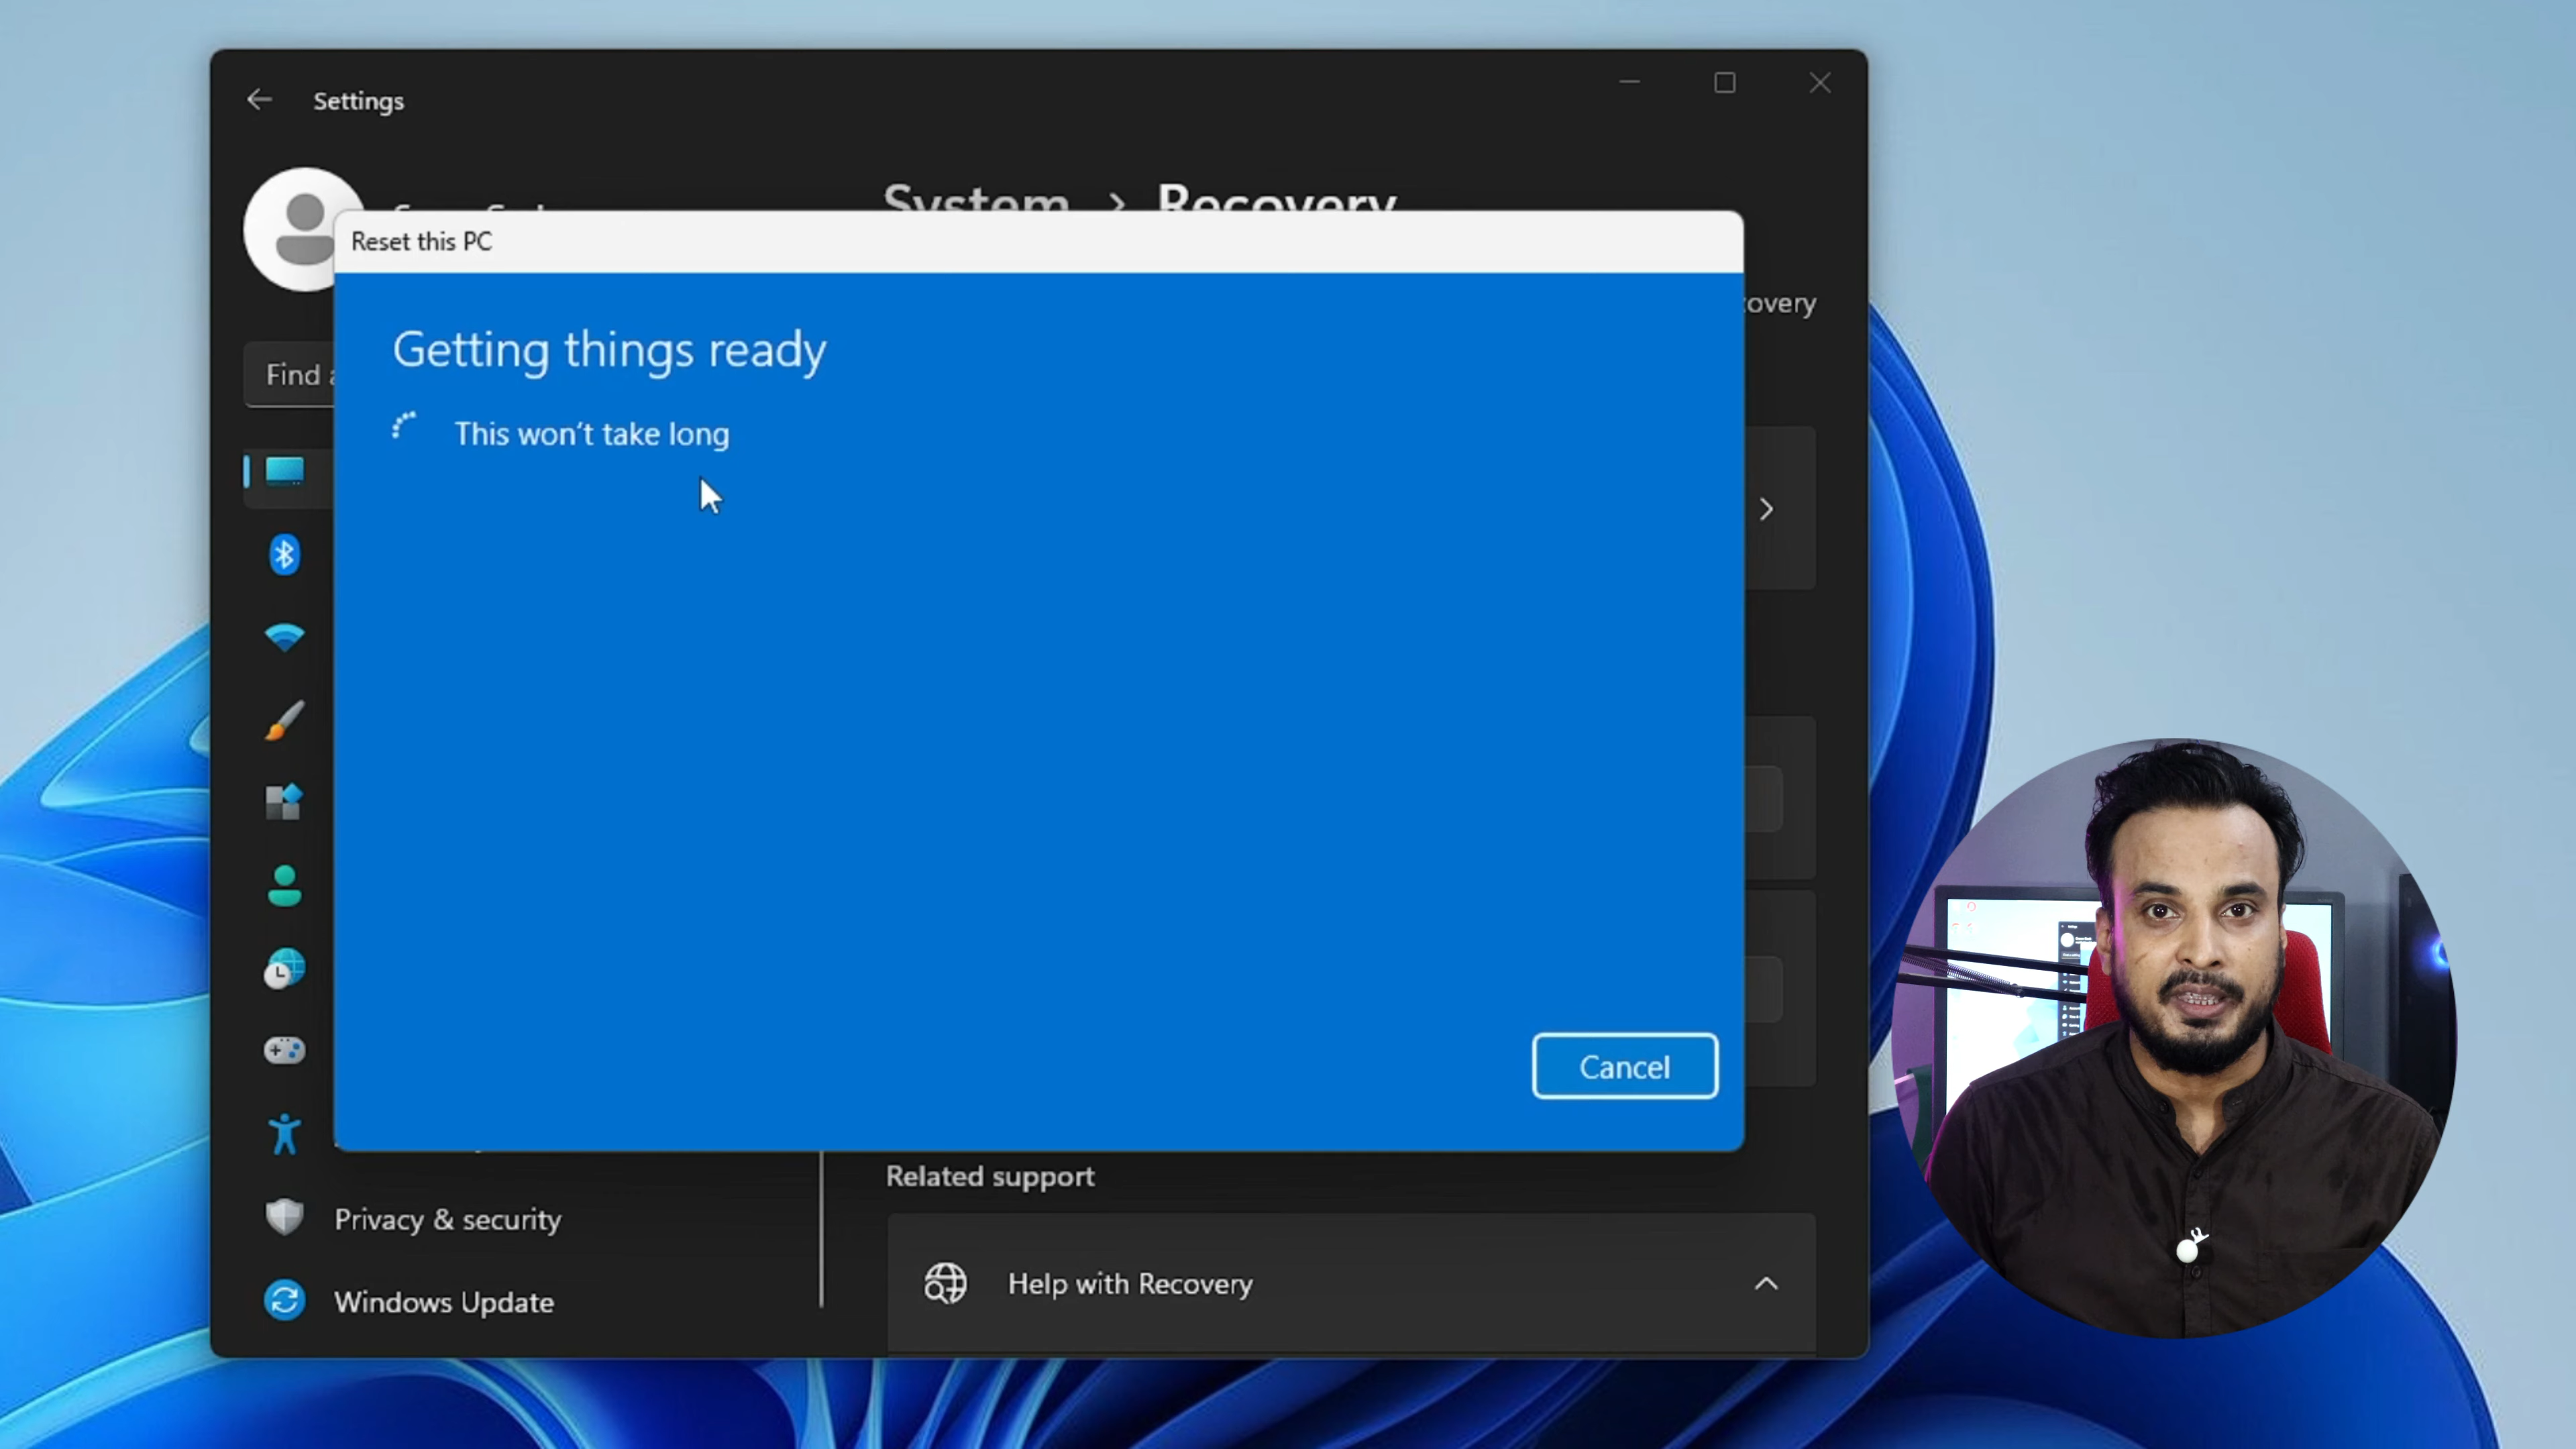 Settings
System > Recovery
Reset this PC
covery
Getting things ready
Find
This won't take long
Cancel
Related support
Privacy & security
Help with Recovery
Windows Update